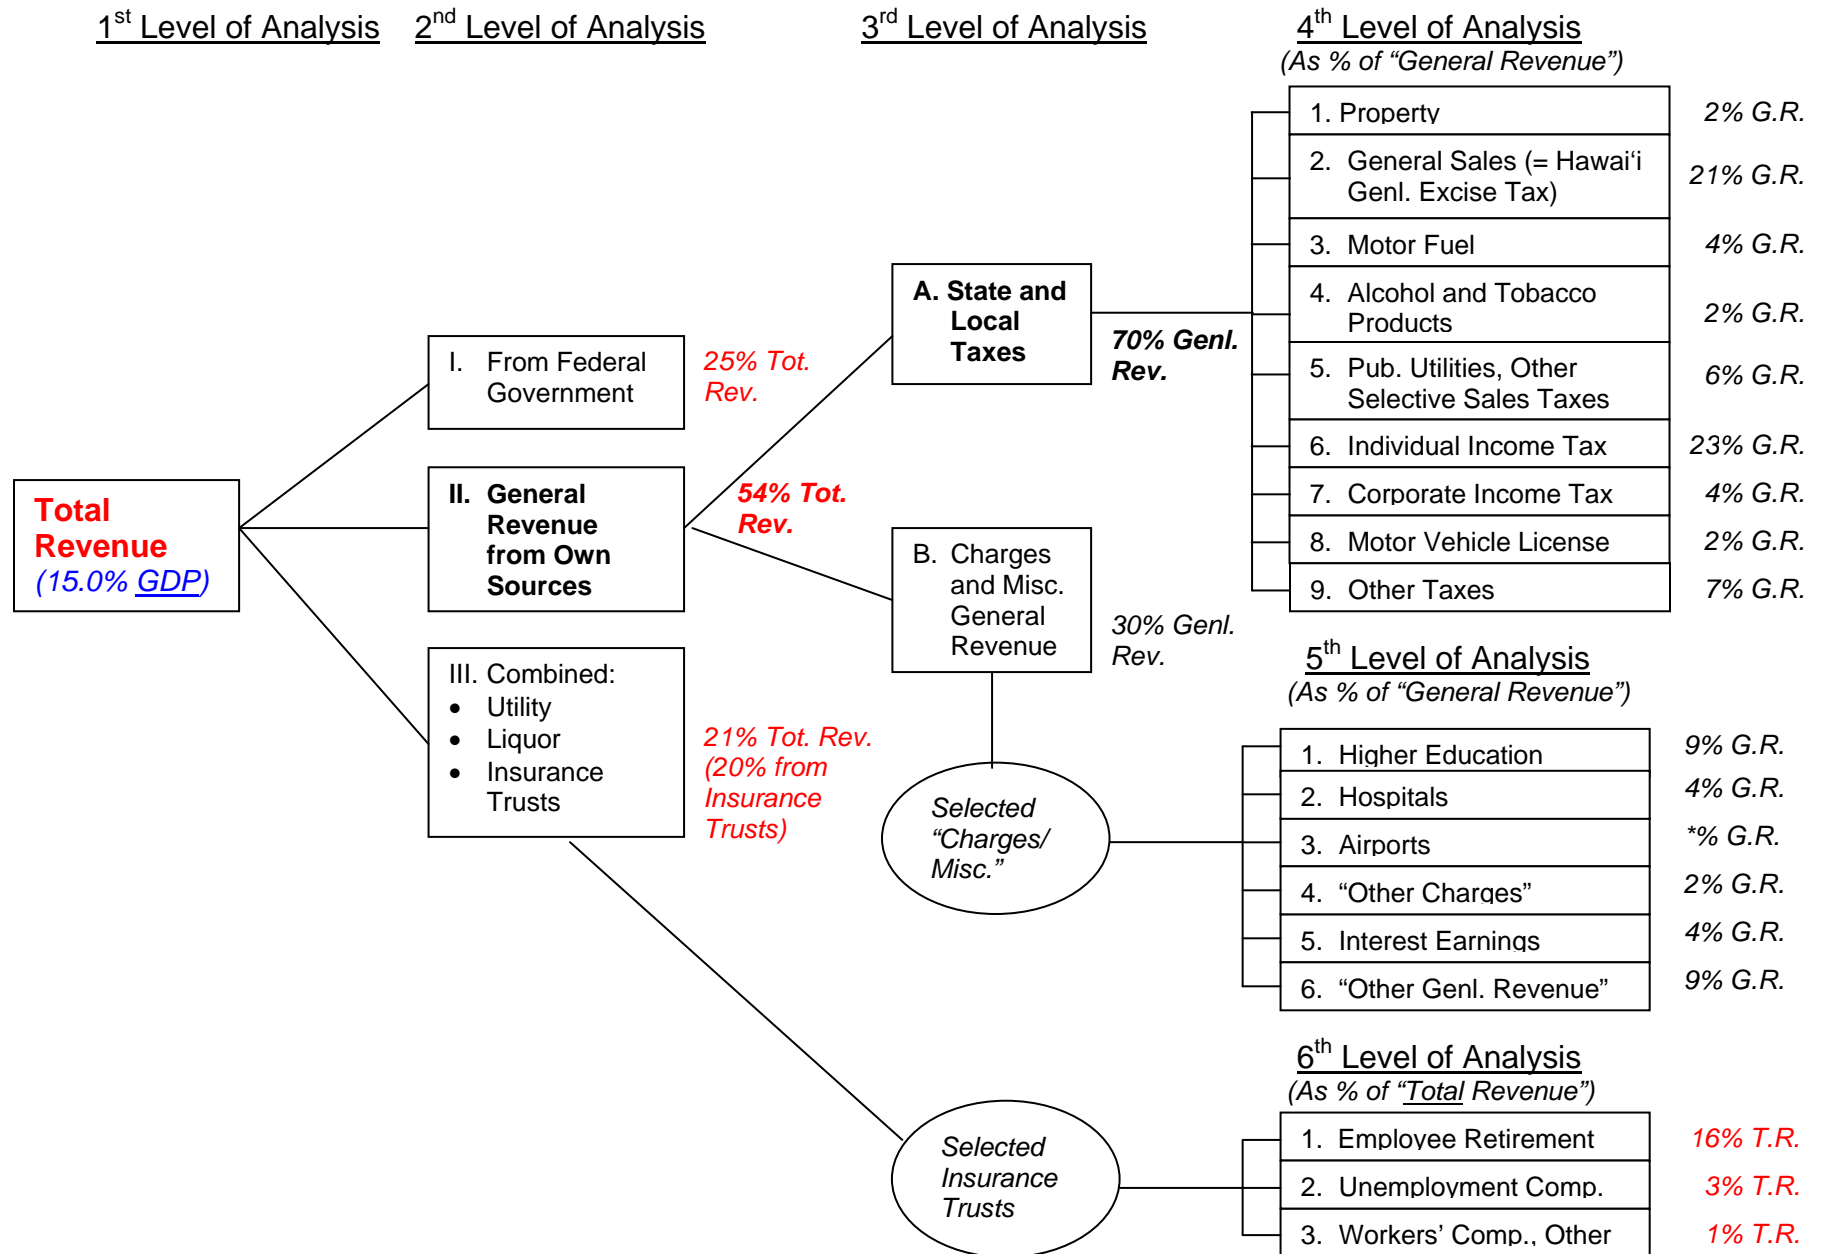 1st Level of Analysis
2nd Level of Analysis
3rd Level of Analysis
4th Level of Analysis
(As % of “General Revenue”)
Total
Revenue
(15.0% GDP)
I. From Federal
Government
25% Tot.
Rev.
II. General
Revenue
from Own
Sources
54% Tot.
Rev.
III. Combined:
• Utility
• Liquor
• Insurance
Trusts
21% Tot. Rev.
(20% from
Insurance
Trusts)
A. State and
Local
Taxes
70% Genl.
Rev.
B. Charges
and Misc.
General
Revenue
30% Genl.
Rev.
Selected
“Charges/
Misc.”
Selected
Insurance
Trusts
1. Property
2% G.R.
2. General Sales (= Hawai‘i
Genl. Excise Tax)
21% G.R.
3. Motor Fuel
4% G.R.
4. Alcohol and Tobacco
Products
2% G.R.
5. Pub. Utilities, Other
Selective Sales Taxes
6% G.R.
6. Individual Income Tax
23% G.R.
7. Corporate Income Tax
4% G.R.
8. Motor Vehicle License
2% G.R.
9. Other Taxes
7% G.R.
5th Level of Analysis
(As % of “General Revenue”)
1. Higher Education
9% G.R.
2. Hospitals
4% G.R.
3. Airports
*% G.R.
4. “Other Charges”
2% G.R.
5. Interest Earnings
4% G.R.
6. “Other Genl. Revenue”
9% G.R.
6th Level of Analysis
(As % of “Total Revenue”)
1. Employee Retirement
16% T.R.
2. Unemployment Comp.
3% T.R.
3. Workers’ Comp., Other
1% T.R.